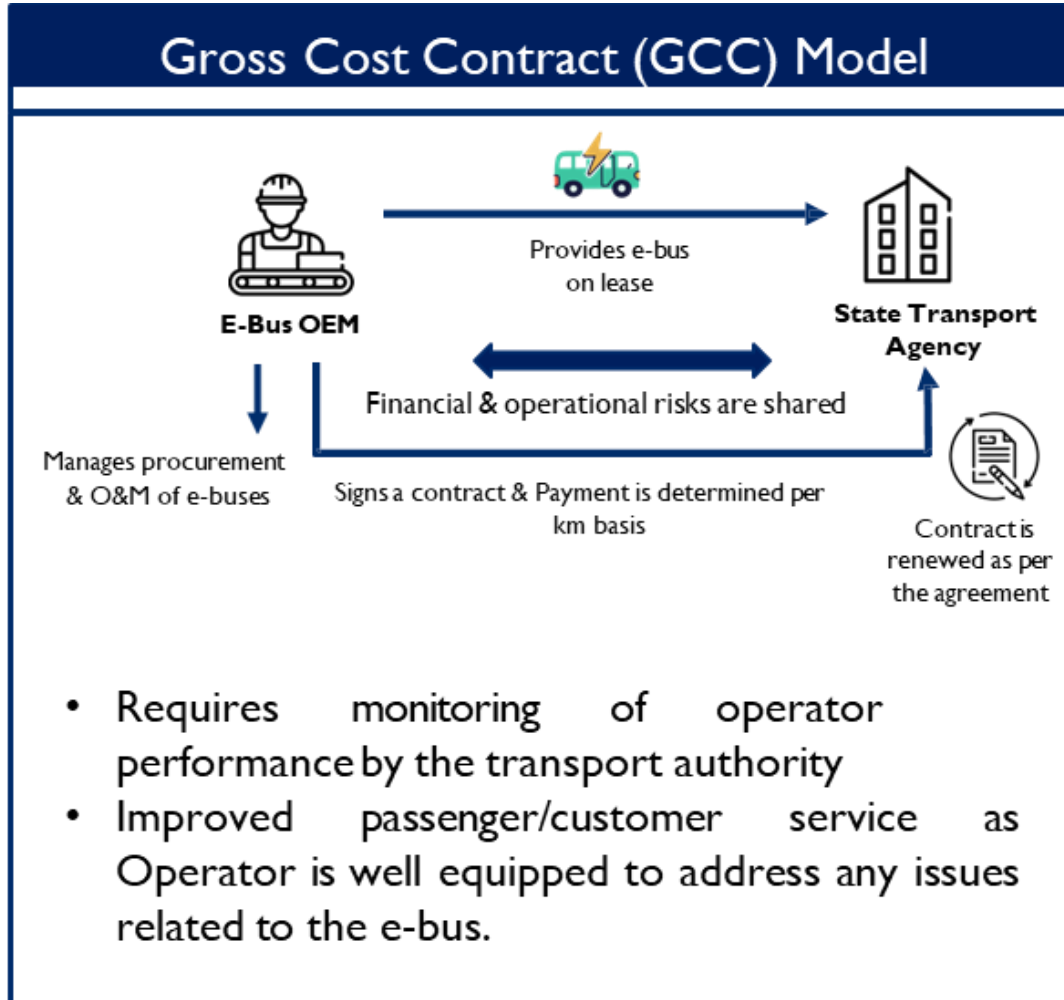 Gross Cost Contract (GCC) Model
Provides e-bus
on lease
E-Bus OEM
State Transport
Agency
Financial & operational risks are shared
Manages procurement
& O&M of e-buses
Signs a contract & Payment is determined per
km basis
Contract is
renewed as per
the agreement
• Requires monitoring of operator
performance by the transport authority
• Improved passenger/customer service as
Operator is well equipped to address any issues
related to the e-bus.